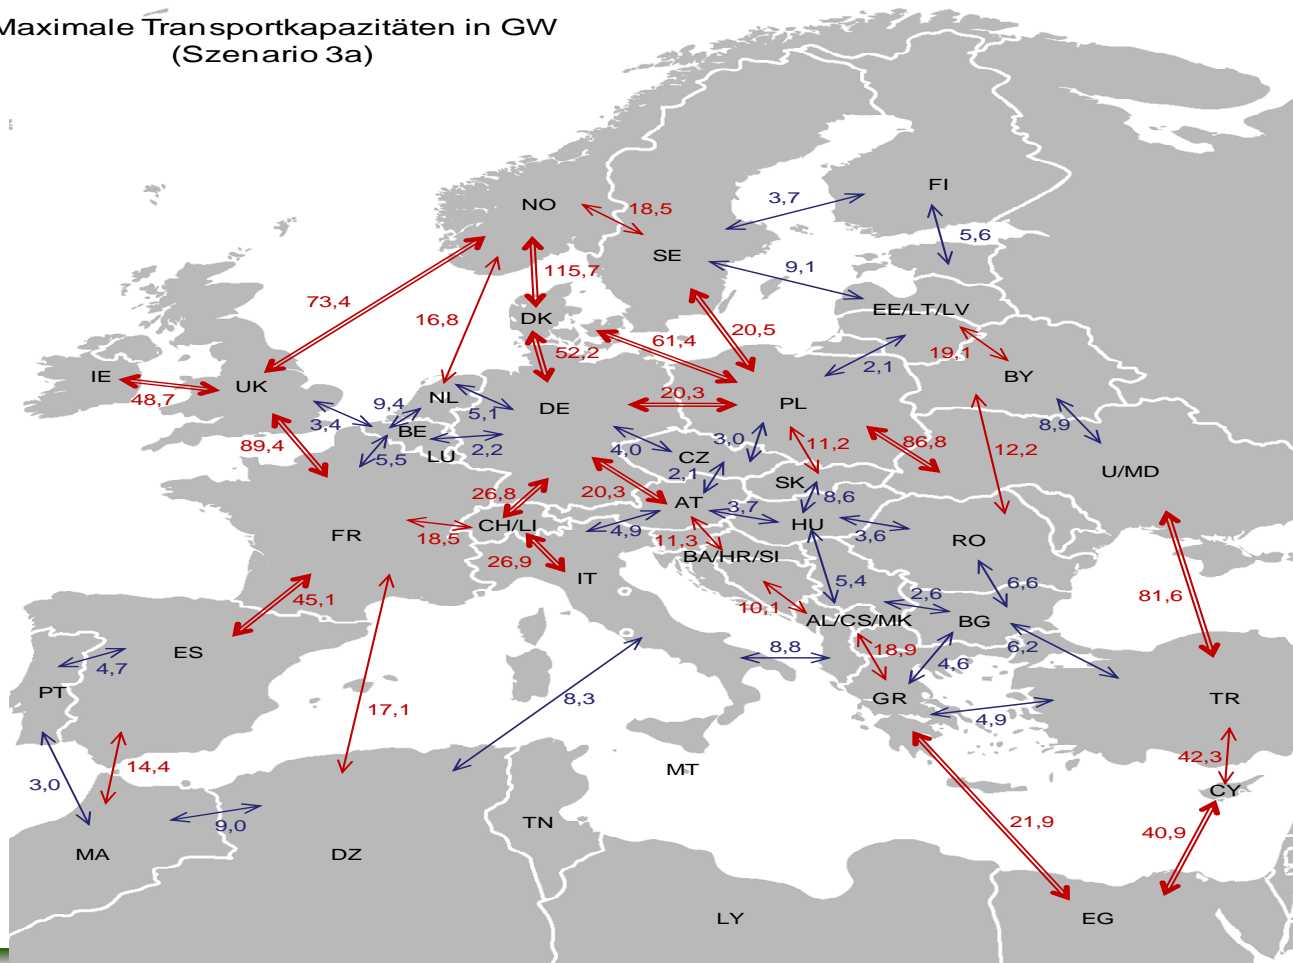 Maximale Transportkapazitäten in GW
(Szenario 3a)
FI
3,7
NO
18,5
5,6
SE
9,1
115,7
73,4
EE/LT/LV
16,8
DK
20,5
61,4
52,2
19,1
2,1
IE
UK
BY
48,7
NL
20,3
PL
9,4
5,1
DE
3,4
8,9
BE
3,0
11,2
86,8
12,2
89,4
2,2
4,0
LU
CZ
5,5
U/MD
2,1
SK
26,8
20,3
8,6
AT
3,7
CH/LI
HU
FR
18,5
4,9
3,6
RO
11,3
BA/HR/SI
26,9
IT
5,4
6,6
45,1
2,6
81,6
10,1
AL/CS/MK
BG
ES
8,8
18,9
6,2
4,7
4,6
PT
GR
TR
8,3
17,1
4,9
14,4
MT
42,3
3,0
CY
9,0
TN
21,9
40,9
MA
DZ
LY
EG